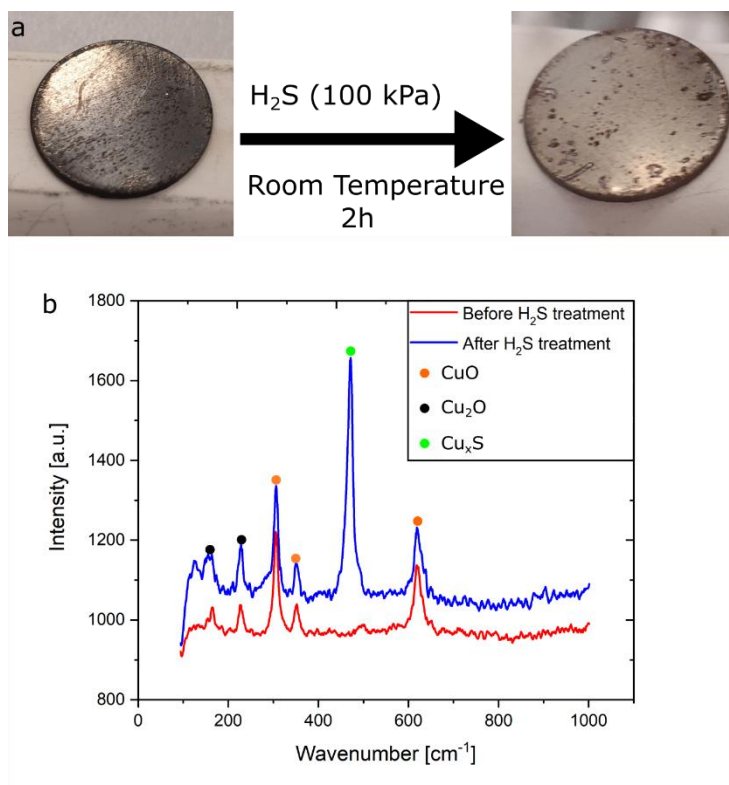 a
H₂S (100 kPa)
Room Temperature
2h
b
1800
1600
1400
1200
1000
800
Intensity [a.u.]
Before H₂S treatment
After H₂S treatment
CuO
Cu₂O
CuₓS
0
200
400
600
800
1000
Wavenumber [cm⁻¹]